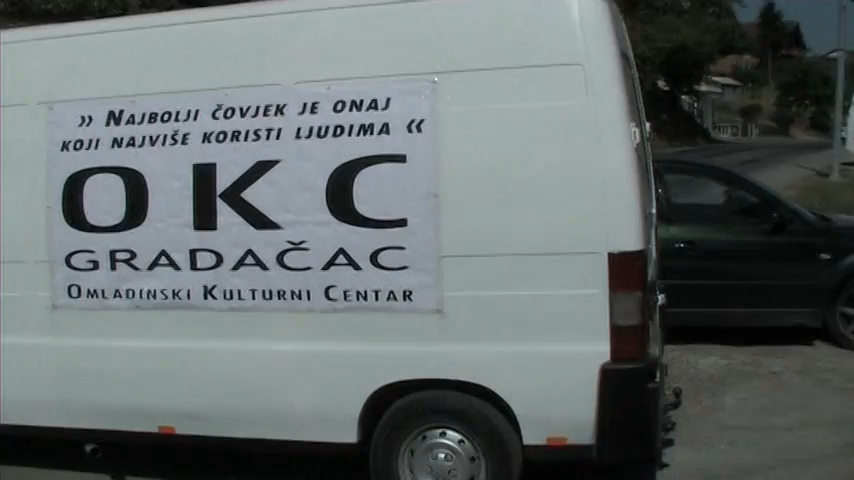 » Najbolji čovjek je onaj
koji najviše koristi ljudima «
OKC
GRADAČAC
Omladinski Kulturni Centar